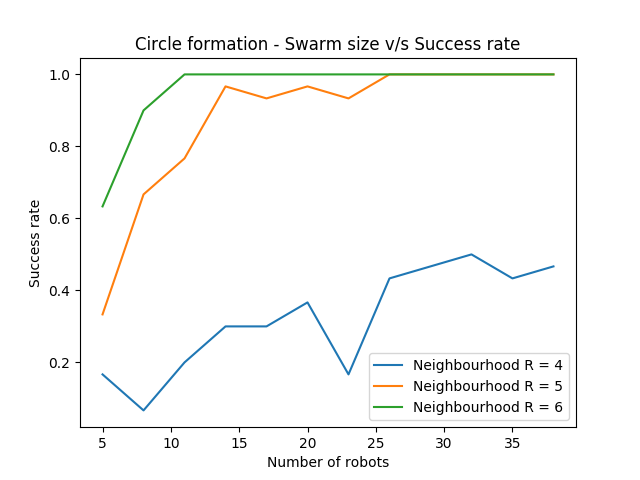 Circle formation - Swarm size v/s Success rate
1.0
0.8
0.6
0.4
0.2
Success rate
5 10 15 20 25 30 35
Number of robots
Neighbourhood R = 4
Neighbourhood R = 5
Neighbourhood R = 6